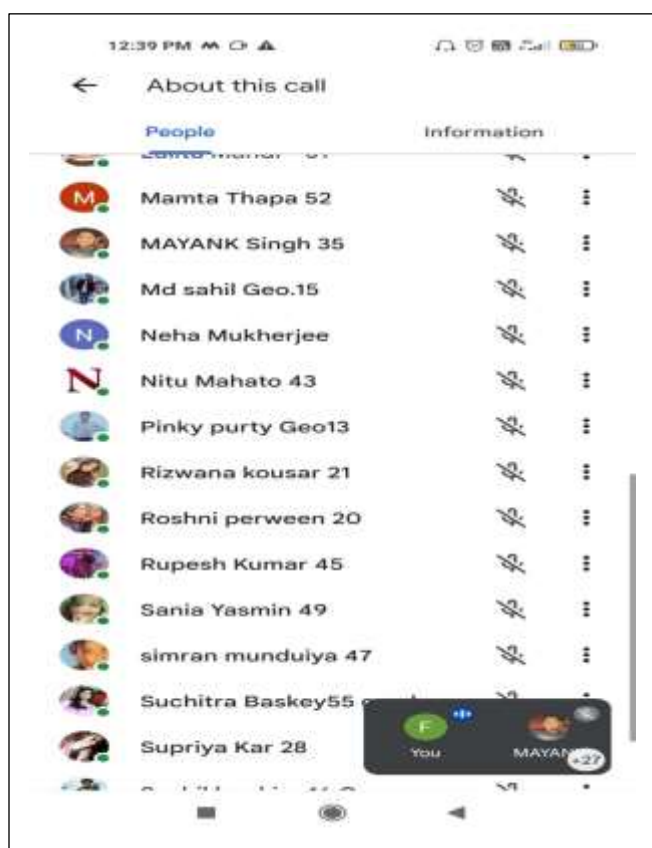 12:39 PM
About this call
People Information
M Mamta Thapa 52
MAYANK Singh 35
Md sahil Geo.15
N Neha Mukherjee
N Nitu Mahato 43
Pinky purty Geo13
Rizwana kousar 21
Roshni perween 20
Rupesh Kumar 45
Sania Yasmin 49
simran munduiya 47
Suchitra Baskey55
Supriya Kar 28
F
You MAYAN
+27